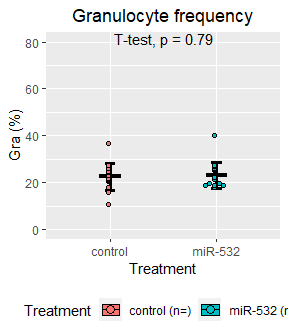 Granulocyte frequency
T-test, p = 0.79
80
60
40
20
0
Gra (%)
control
miR-532
Treatment
Treatment control (n=) miR-532 (n